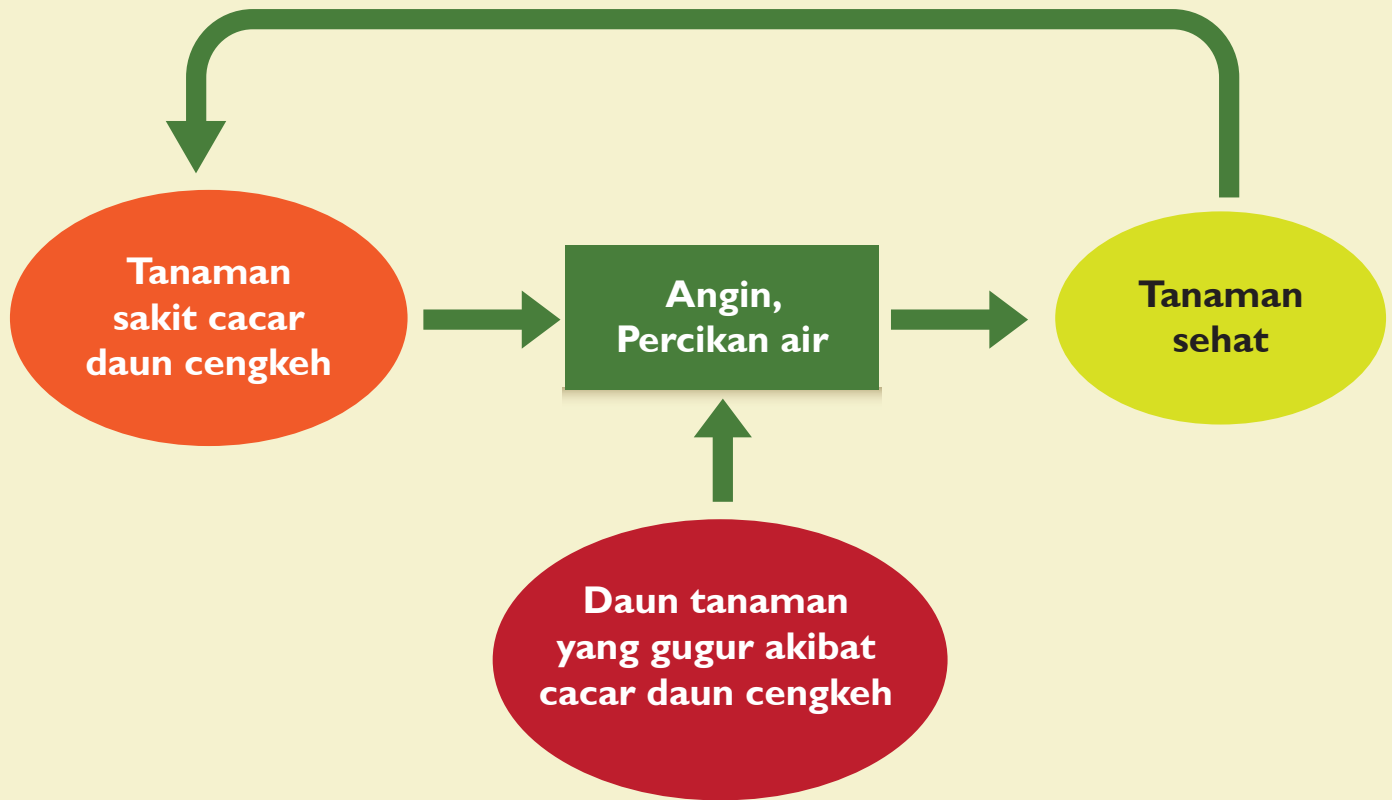 Tanaman
sakit cacar
daun cengkeh
Angin,
Percikan air
Tanaman
sehat
Daun tanaman
yang gugur akibat
cacar daun cengkeh